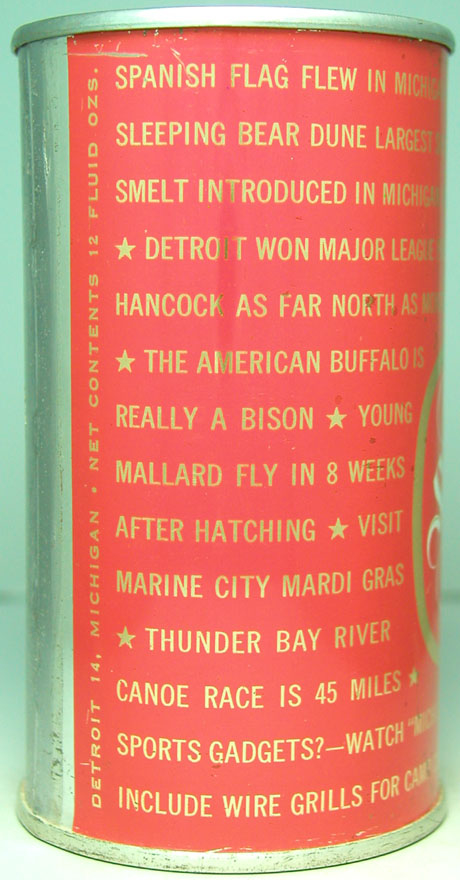 SPANISH FLAG FLEW IN
SLEEPING BEAR DUNE LARGEST
SMELT INTRODUCED IN
★ DETROIT WON MAJOR LEAGUE
HANCOCK AS FAR NORTH AS
★ THE AMERICAN BUFFALO IS
REALLY A BISON ★ YOUNG
MALLARD FLY IN 8 WEEKS
AFTER HATCHING ★ VISIT
MARINE CITY MARDI GRAS
★ THUNDER BAY RIVER
CANOE RACE IS 45 MILES ★
SPORTS GADGETS?—WATCH
INCLUDE WIRE GRILLS FOR
DETROIT 14, MICHIGAN • NET CONTENTS 12 FLUID OZS.